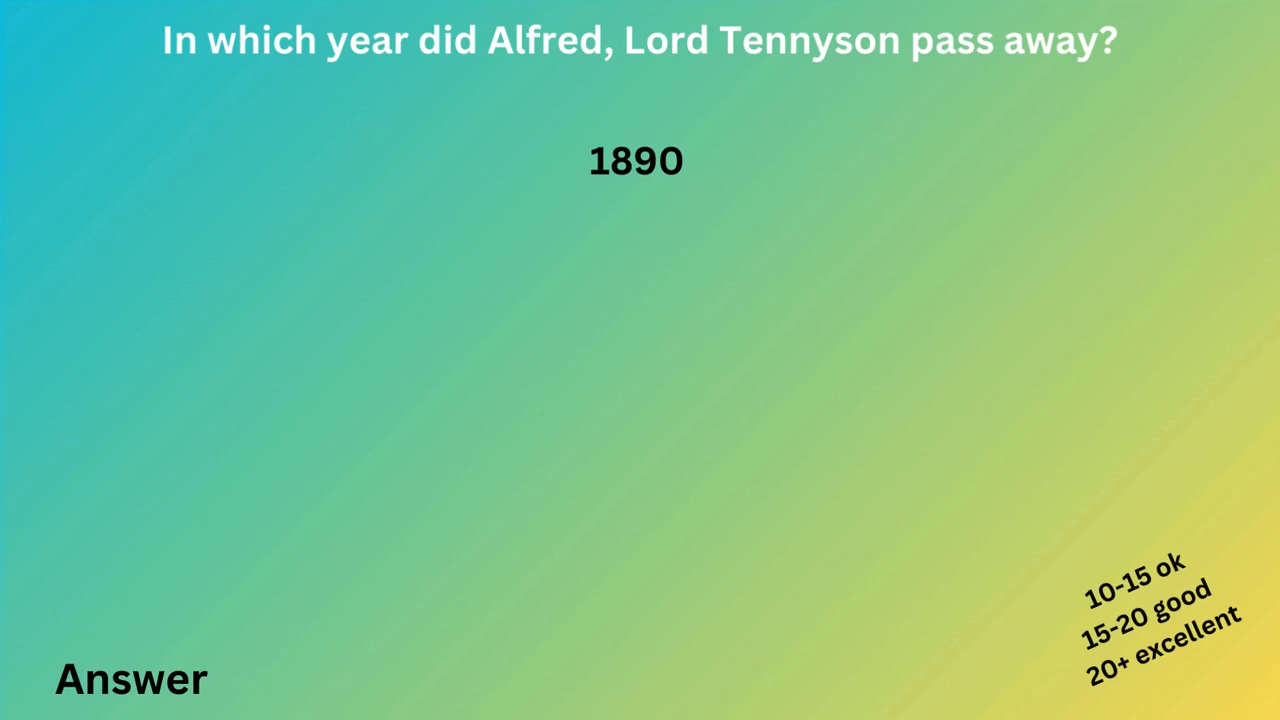 In which year did Alfred, Lord Tennyson pass away?
1890
10-15 ok
15-20 good
20+ excellent
Answer